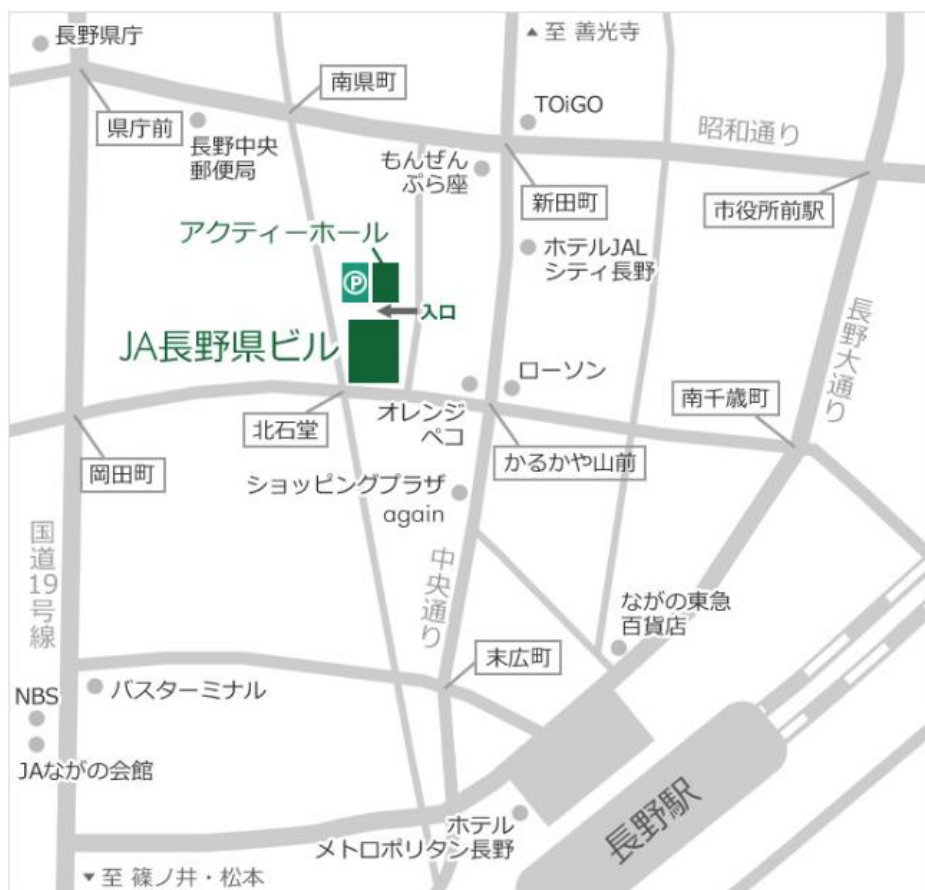 長野県庁
▲ 至 善光寺
南県町
TOiGO
県庁前
長野中央
郵便局
昭和通り
もんぜん
ぷら座
新田町
市役所前駅
アクティーホール
ホテルJAL
シティ長野
P
入口
JA長野県ビル
長野大通り
ローソン
南千歳町
北石堂
オレンジ
ペコ
かるかや山前
岡田町
ショッピングプラザ
again
国道19号線
中央通り
ながの東急
百貨店
末広町
NBS
バスターミナル
JAながの会館
長野駅
ホテル
メトロポリタン長野
▼ 至 篠ノ井・松本